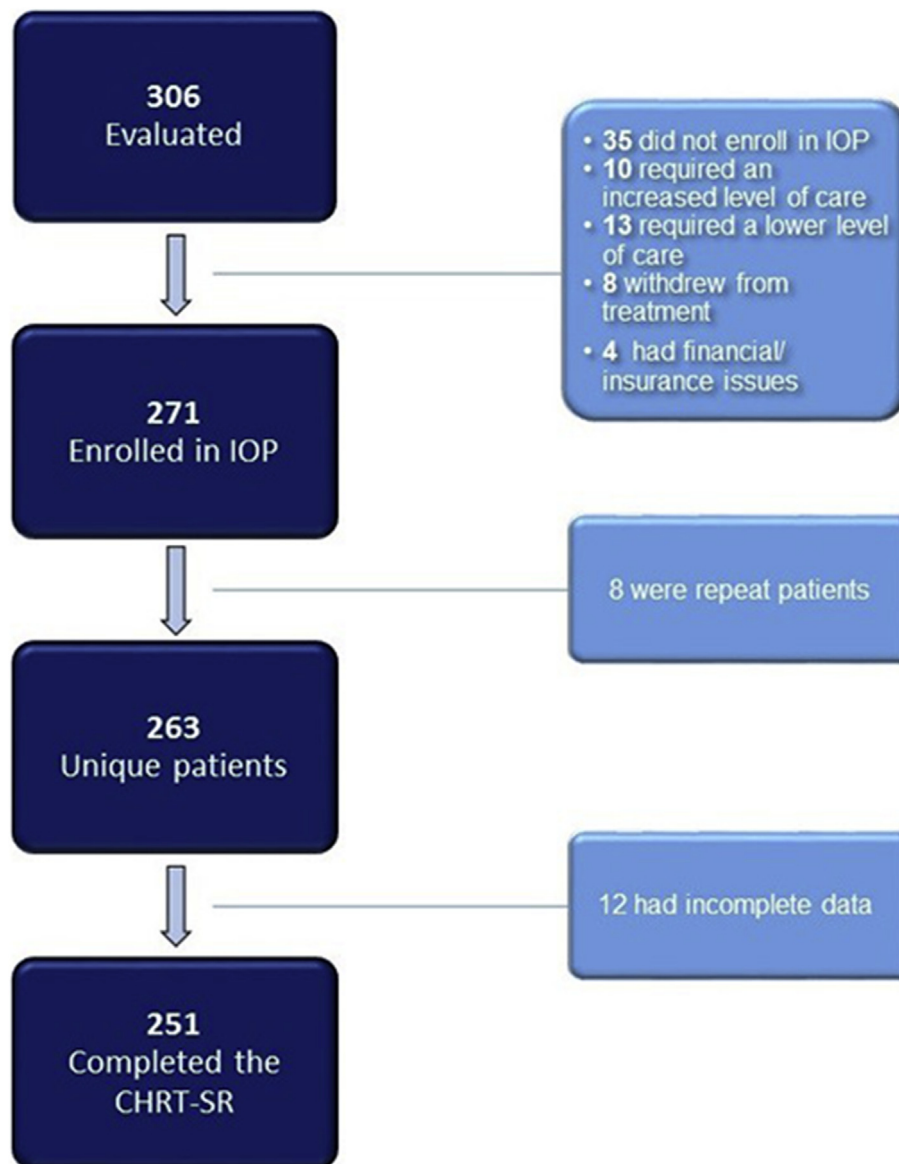 306
Evaluated
• 35 did not enroll in IOP
• 10 required an
increased level of care
• 13 required a lower level
of care
• 8 withdrew from
treatment
• 4 had financial/
insurance issues
271
Enrolled in IOP
8 were repeat patients
263
Unique patients
12 had incomplete data
251
Completed the
CHRT-SR